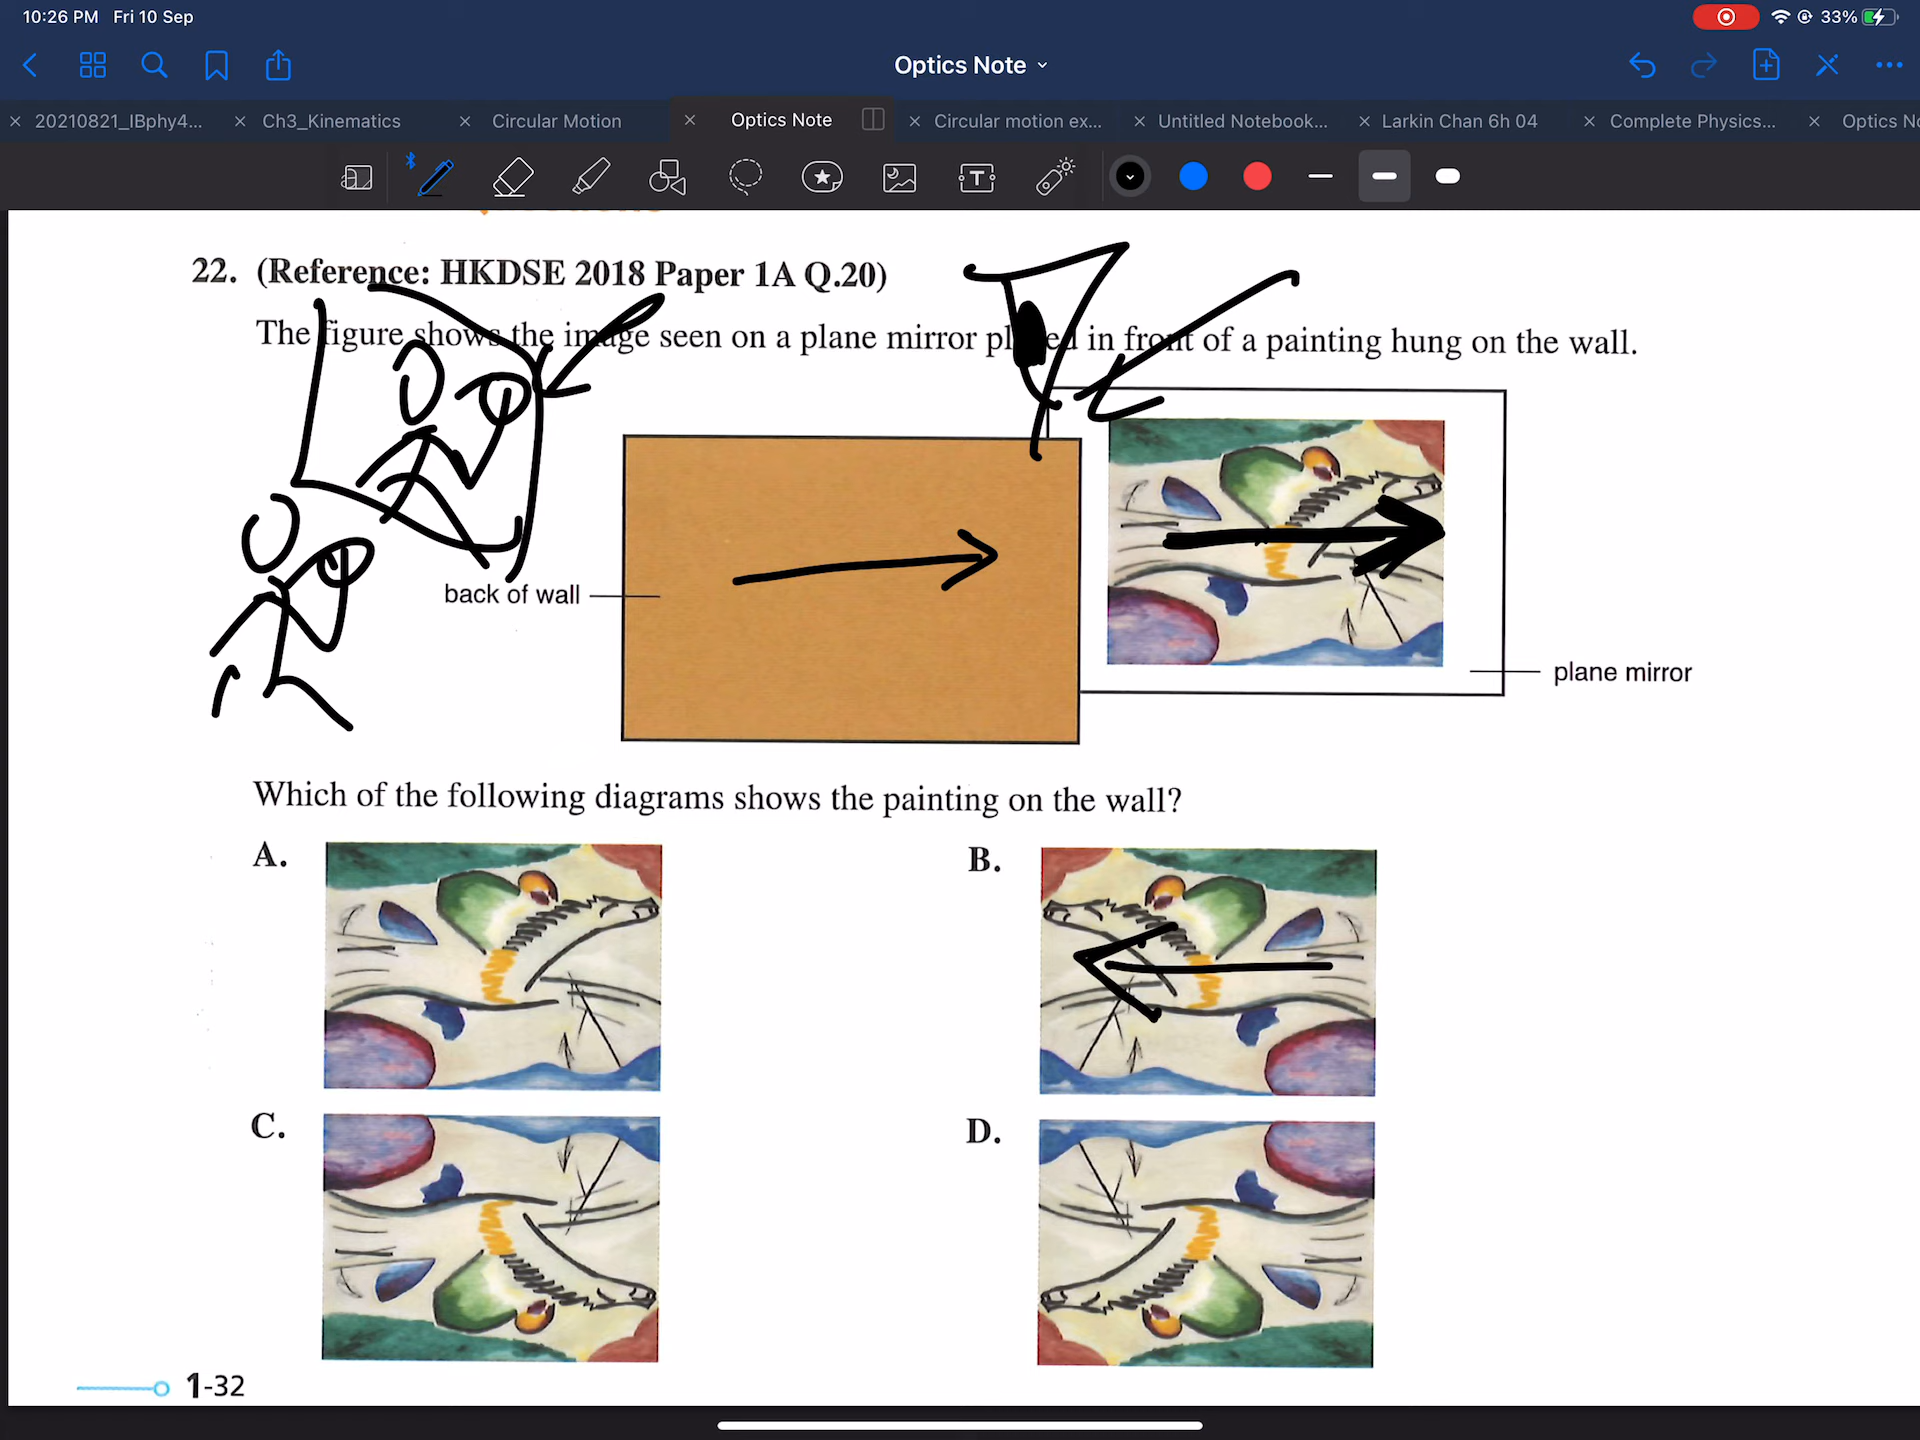 10:26 PM Fri 10 Sep
33%
Optics Note
20210821_IBphy4...
Ch3_Kinematics
Circular Motion
Optics Note
Circular motion ex...
Untitled Notebook...
Larkin Chan 6h 04
Complete Physics...
Optics No
22. (Reference: HKDSE 2018 Paper 1A Q.20)
The figure shows the image seen on a plane mirror placed in front of a painting hung on the wall.
back of wall
plane mirror
Which of the following diagrams shows the painting on the wall?
A.
B.
C.
D.
1-32